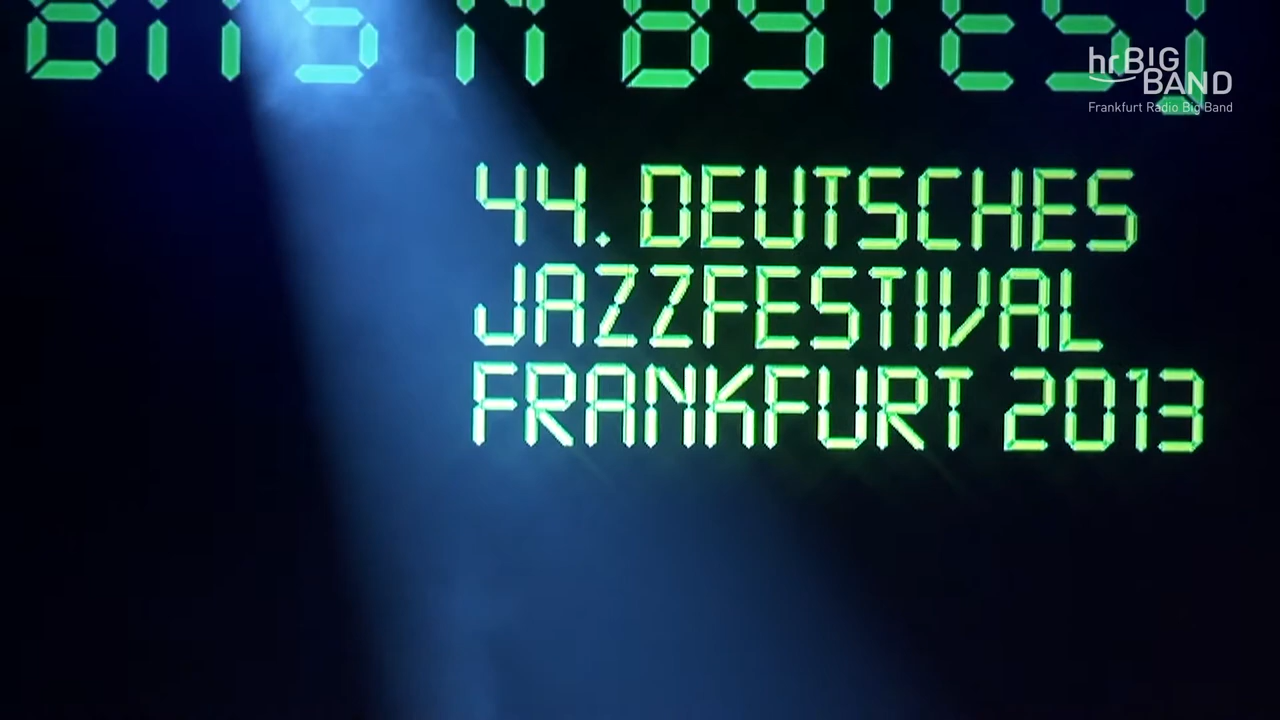 BITS N BYTES]
hr BIG
BAND
Frankfurt Radio Big Band
44. DEUTSCHES
JAZZFESTIVAL
FRANKFURT 2013